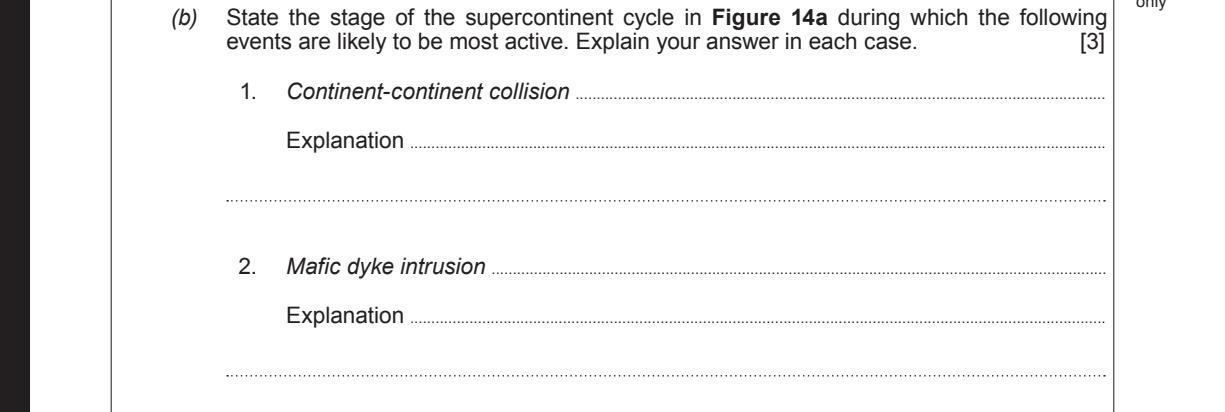 only
(b) State the stage of the supercontinent cycle in Figure 14a during which the following
events are likely to be most active. Explain your answer in each case. [3]
1. Continent-continent collision
Explanation
2. Mafic dyke intrusion
Explanation